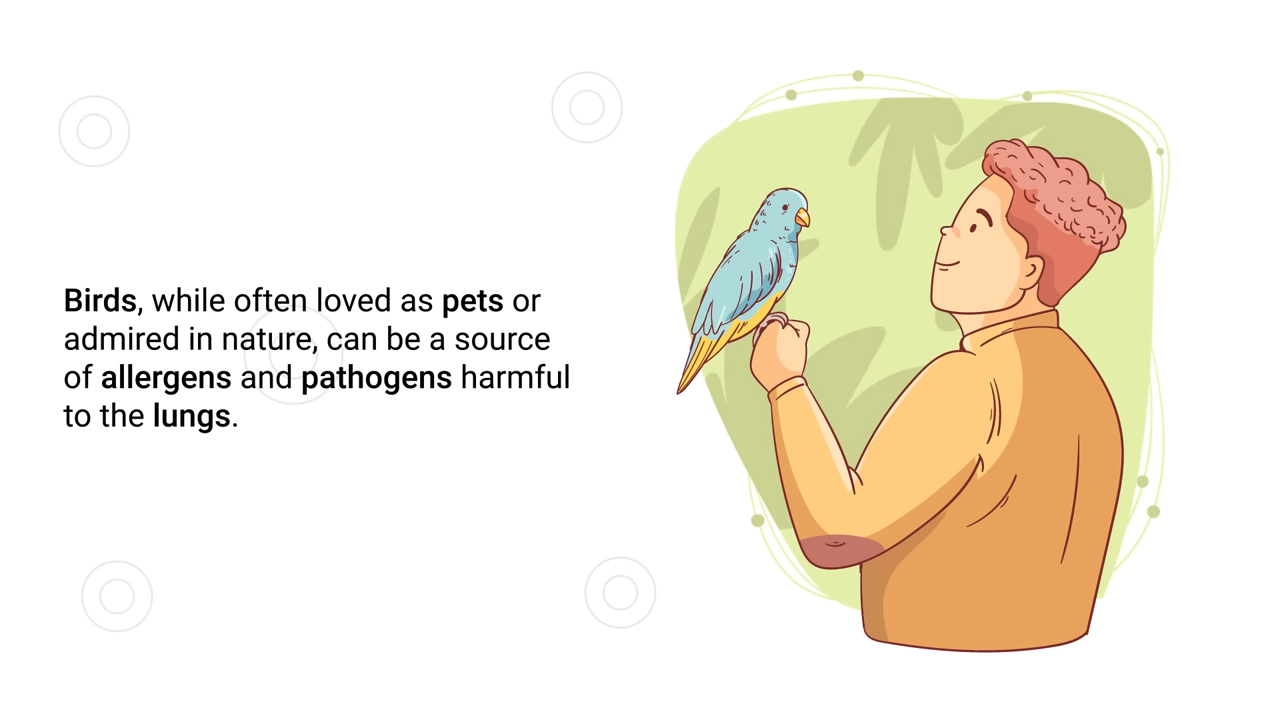 Birds, while often loved as pets or
admired in nature, can be a source
of allergens and pathogens harmful
to the lungs.